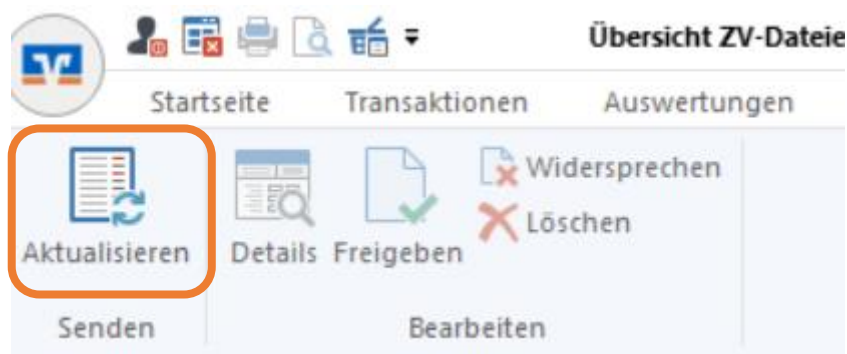 Übersicht ZV-Dateie
Startseite Transaktionen Auswertungen
Widersprechen
Löschen
Aktualisieren Details Freigeben
Senden Bearbeiten